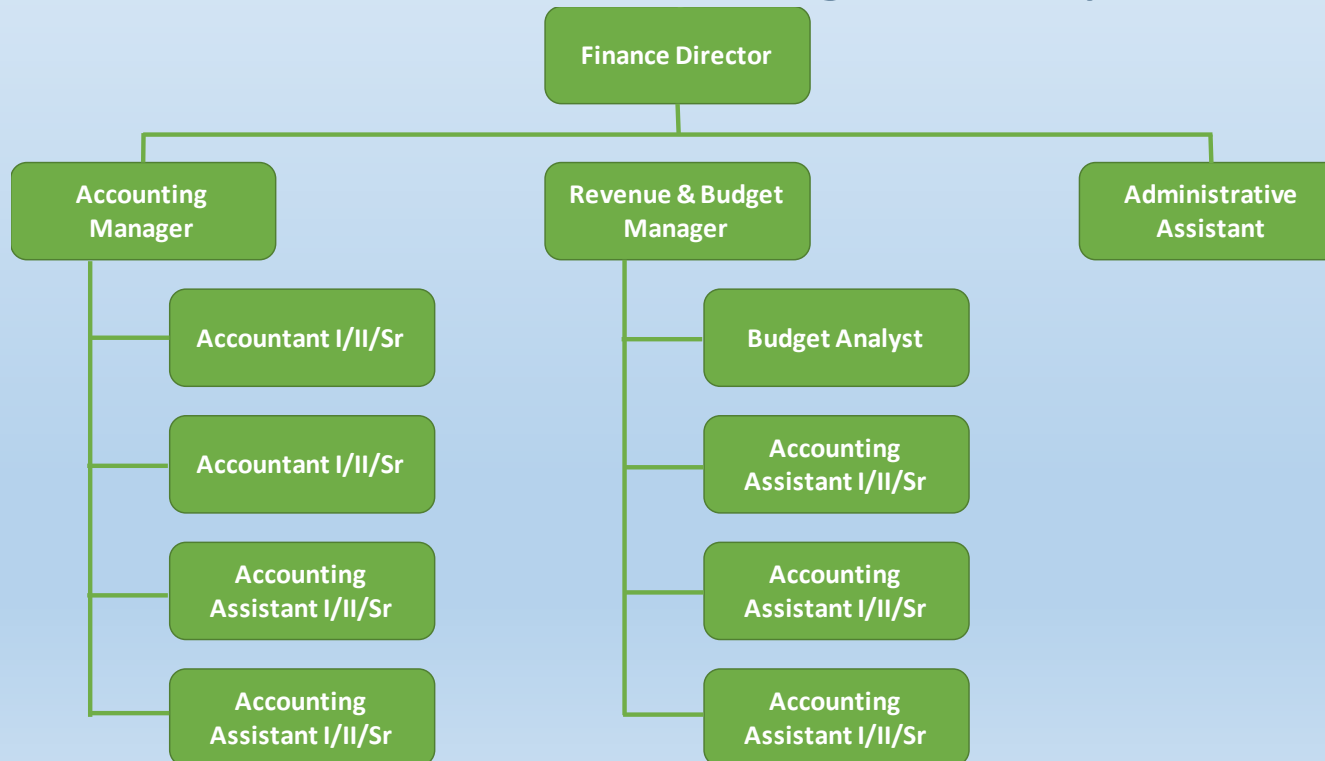 Finance Director
Accounting
Manager
Revenue & Budget
Manager
Administrative
Assistant
Accountant I/II/Sr
Budget Analyst
Accountant I/II/Sr
Accounting
Assistant I/II/Sr
Accounting
Assistant I/II/Sr
Accounting
Assistant I/II/Sr
Accounting
Assistant I/II/Sr
Accounting
Assistant I/II/Sr